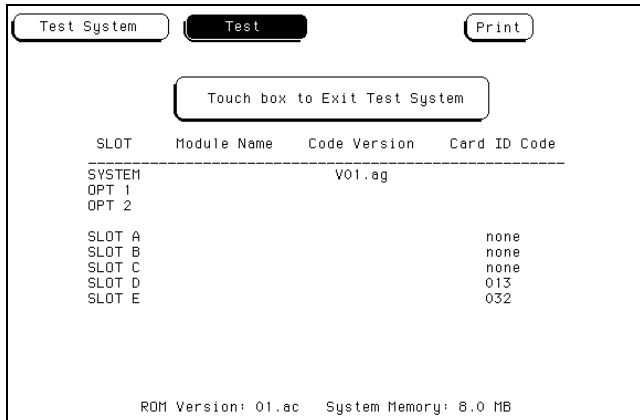 Test System Test Print
Touch box to Exit Test System
SLOT Module Name Code Version Card ID Code
SYSTEM V01.ag
OPT 1
OPT 2
SLOT A none
SLOT B none
SLOT C none
SLOT D 013
SLOT E 032
ROM Version: 01.ac System Memory: 8.0 MB